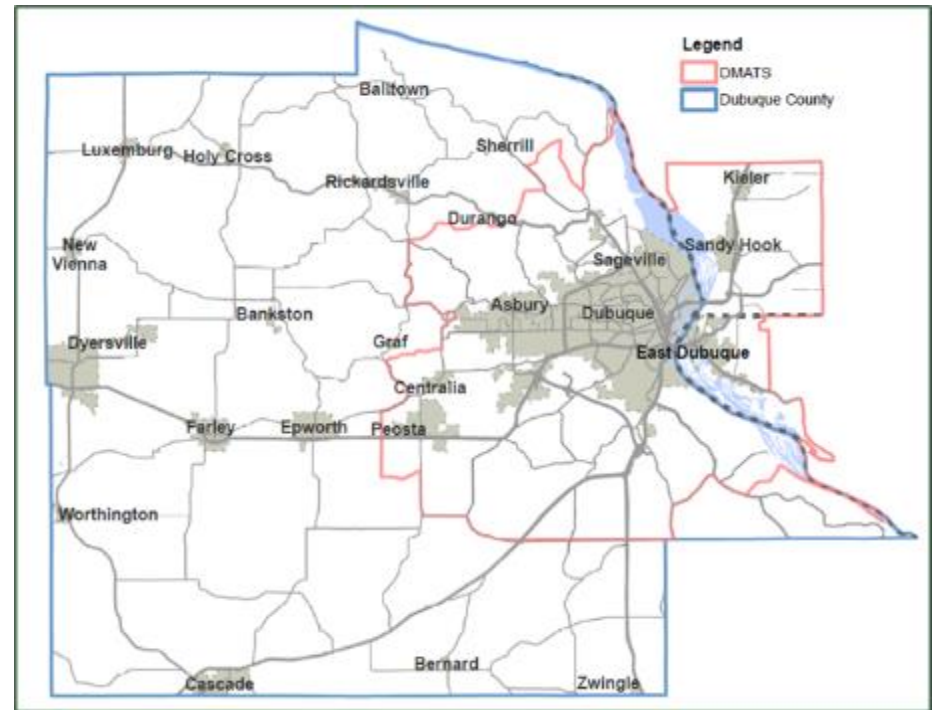 Legend
DMATS
Dubuque County
Balltown
Sherrill
Luxemburg
Holy Cross
Rickardsville
Kieler
Durango
New
Vienna
Sandy Hook
Sageville
Asbury
Bankston
Dubuque
Dyersville
Graf
East Dubuque
Centralia
Farley
Epworth
Peosta
Worthington
Bernard
Cascade
Zwingle